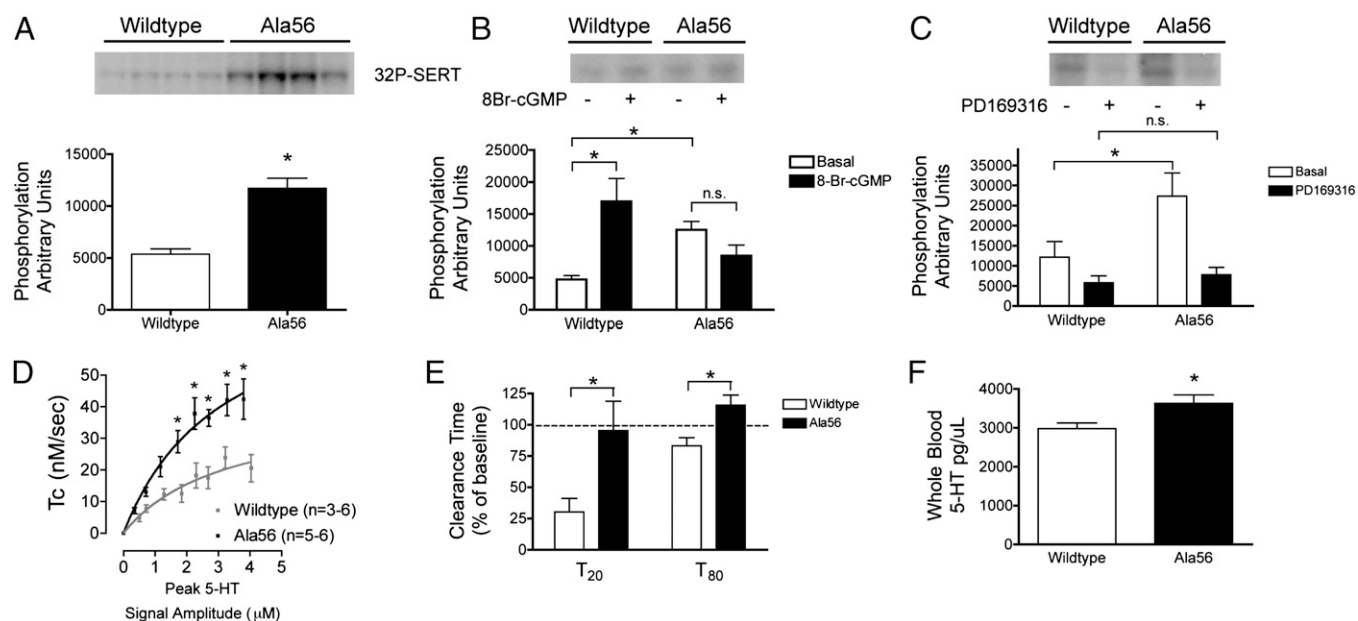 A
Wildtype Ala56
32P-SERT
Phosphorylation
Arbitrary Units
15000
10000
5000
0
*
Wildtype Ala56
B
Wildtype Ala56
8Br-cGMP - + - +
Phosphorylation
Arbitrary Units
25000
20000
15000
10000
5000
0
*
*
n.s.
Basal
8-Br-cGMP
Wildtype Ala56
C
Wildtype Ala56
PD169316 - + - +
n.s.
*
Phosphorylation
Arbitrary Units
35000
30000
25000
20000
15000
10000
5000
0
Basal
PD169316
Wildtype Ala56
D
Tc (nM/sec)
50
40
30
20
10
0
* * * * *
Wildtype (n=3-6)
Ala56 (n=5-6)
0 1 2 3 4 5
Peak 5-HT
Signal Amplitude (μM)
E
Clearance Time
(% of baseline)
125
100
75
50
25
0
* *
Wildtype
Ala56
T20 T80
F
Whole Blood
5-HT pg/uL
4000
3000
2000
1000
0
*
Wildtype Ala56